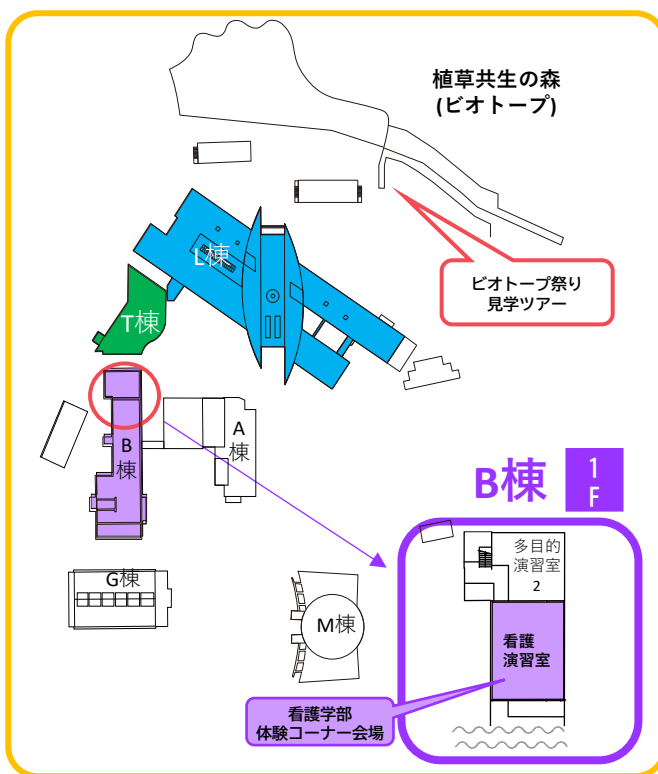 植草共生の森
(ビオトープ)
L棟
ビオトープ祭り
見学ツアー
T棟
B
棟
A
棟
B棟
1
F
多目的
演習室
2
G棟
M棟
看護
演習室
看護学部
体験コーナー会場